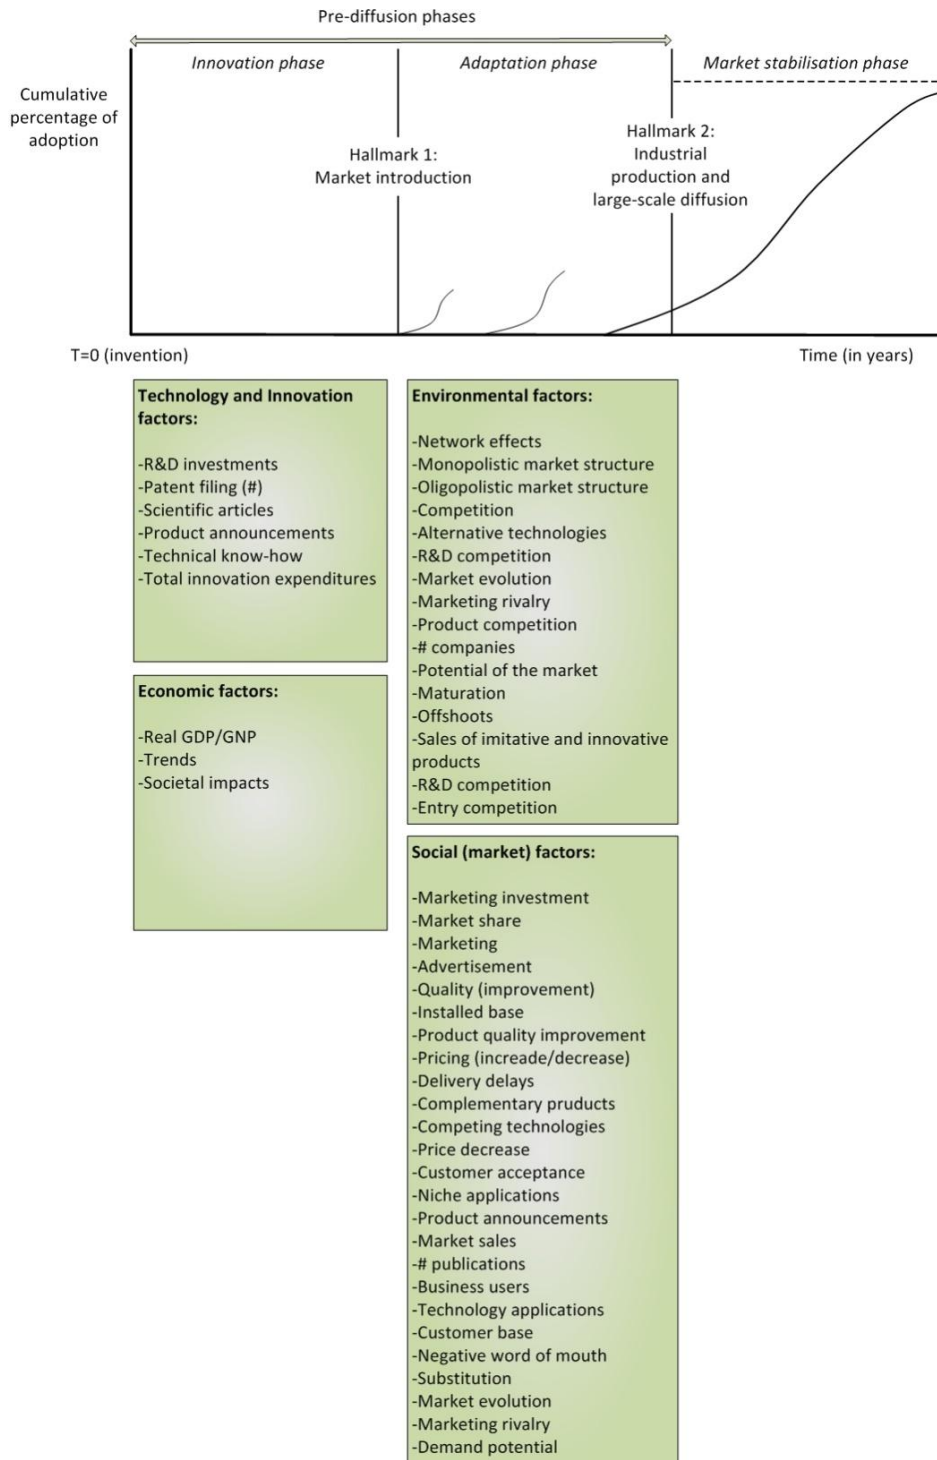 Pre-diffusion phases
Innovation phase
Adaptation phase
Market stabilisation phase
Cumulative
percentage of
adoption
Hallmark 1:
Market introduction
Hallmark 2:
Industrial
production and
large-scale diffusion
T=0 (invention)
Time (in years)
Technology and Innovation
factors:
-R&D investments
-Patent filing (#)
-Scientific articles
-Product announcements
-Technical know-how
-Total innovation expenditures
Economic factors:
-Real GDP/GNP
-Trends
-Societal impacts
Environmental factors:
-Network effects
-Monopolistic market structure
-Oligopolistic market structure
-Competition
-Alternative technologies
-R&D competition
-Market evolution
-Marketing rivalry
-Product competition
-# companies
-Potential of the market
-Maturation
-Offshoots
-Sales of imitative and innovative
products
-R&D competition
-Entry competition
Social (market) factors:
-Marketing investment
-Market share
-Marketing
-Advertisement
-Quality (improvement)
-Installed base
-Product quality improvement
-Pricing (increade/decrease)
-Delivery delays
-Complementary pruducts
-Competing technologies
-Price decrease
-Customer acceptance
-Niche applications
-Product announcements
-Market sales
-# publications
-Business users
-Technology applications
-Customer base
-Negative word of mouth
-Substitution
-Market evolution
-Marketing rivalry
-Demand potential